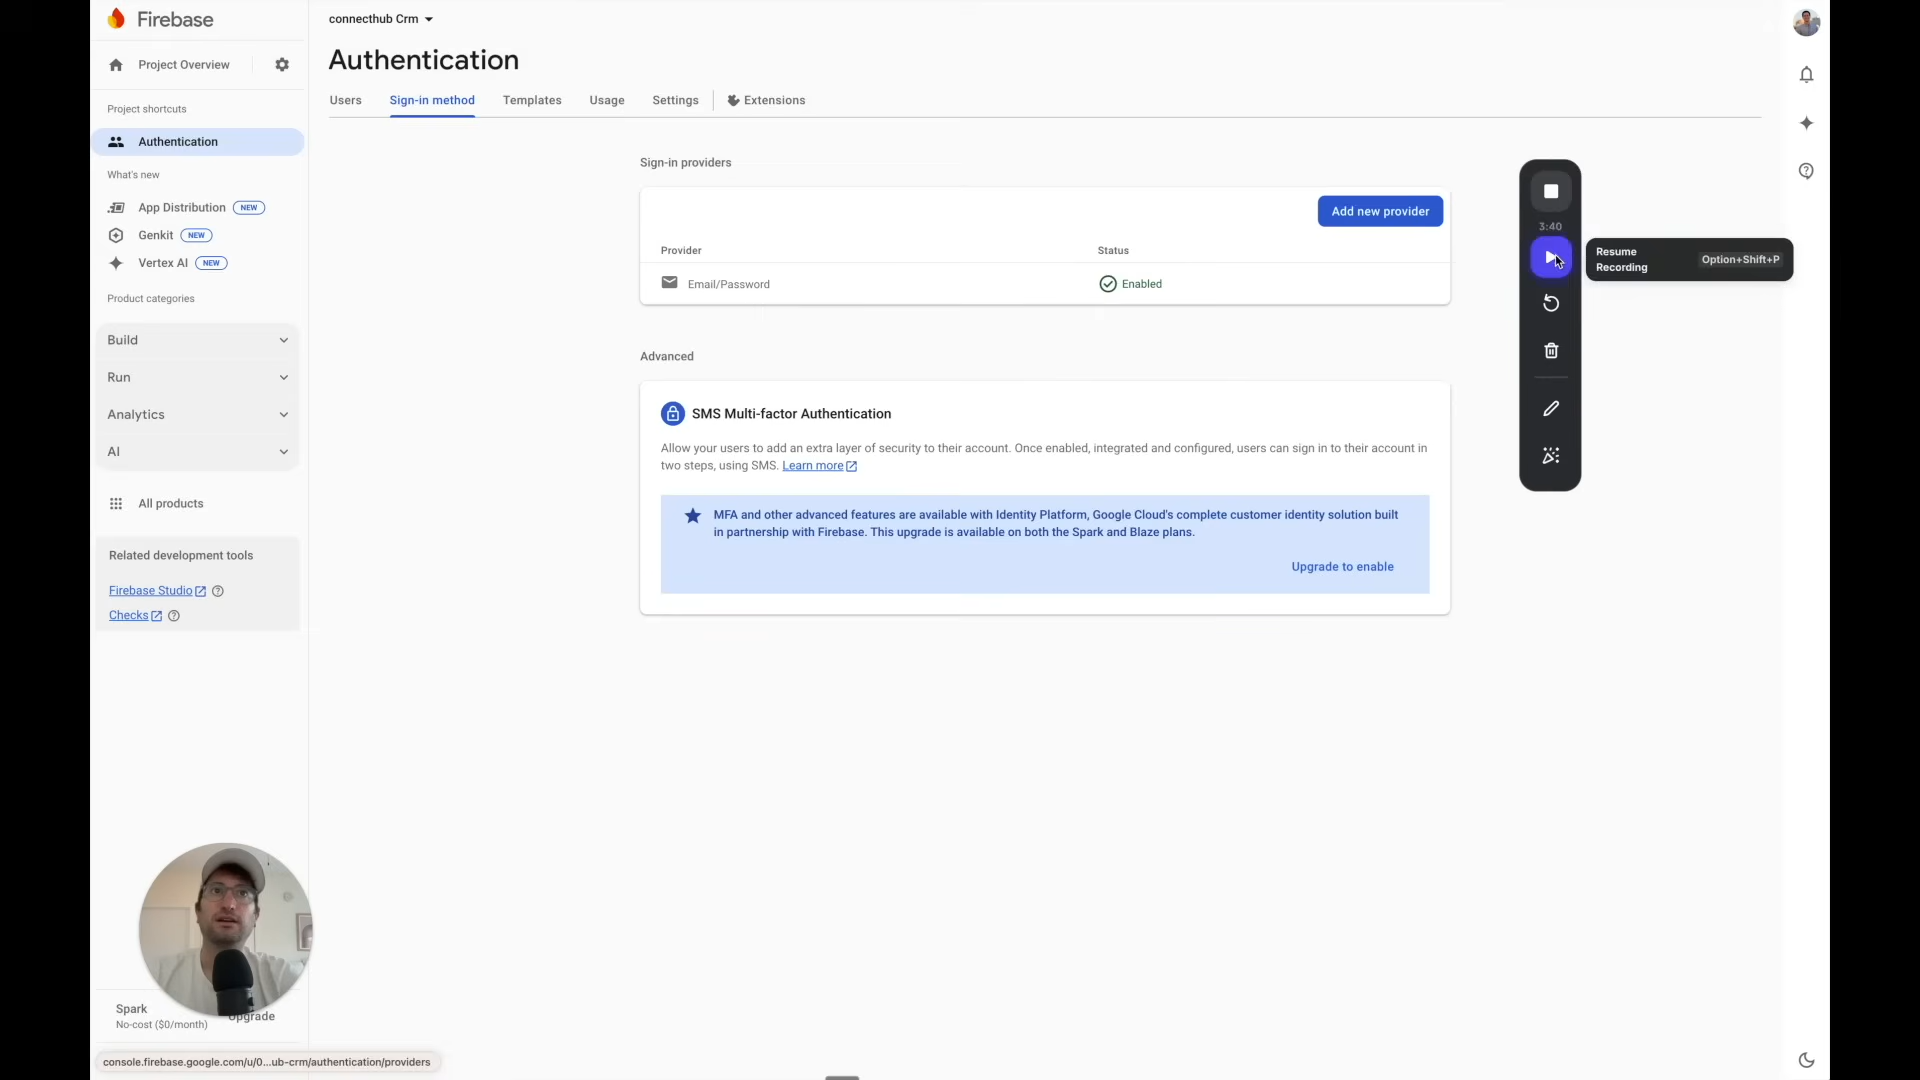 Firebase
Project Overview
Project shortcuts
Authentication
What's new
App Distribution NEW
Genkit NEW
Vertex AI NEW
Product categories
Build
Run
Analytics
AI
All products
Related development tools
Firebase Studio
Checks
Spark
No-cost ($0/month)
Upgrade
console.firebase.google.com/u/0...ub-crm/authentication/providers
connecthub Crm
Authentication
Users
Sign-in method
Templates
Usage
Settings
Extensions
Sign-in providers
Add new provider
Provider
Status
Email/Password
Enabled
Advanced
SMS Multi-factor Authentication
Allow your users to add an extra layer of security to their account. Once enabled, integrated and configured, users can sign in to their account in
two steps, using SMS. Learn more
MFA and other advanced features are available with Identity Platform, Google Cloud's complete customer identity solution built
in partnership with Firebase. This upgrade is available on both the Spark and Blaze plans.
Upgrade to enable
3:40
Resume
Recording
Option+Shift+P